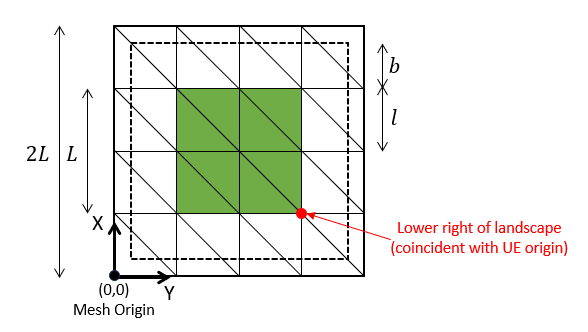 b
2L
L
l
X
Lower right of landscape
(coincident with UE origin)
(0,0)
Y
Mesh Origin